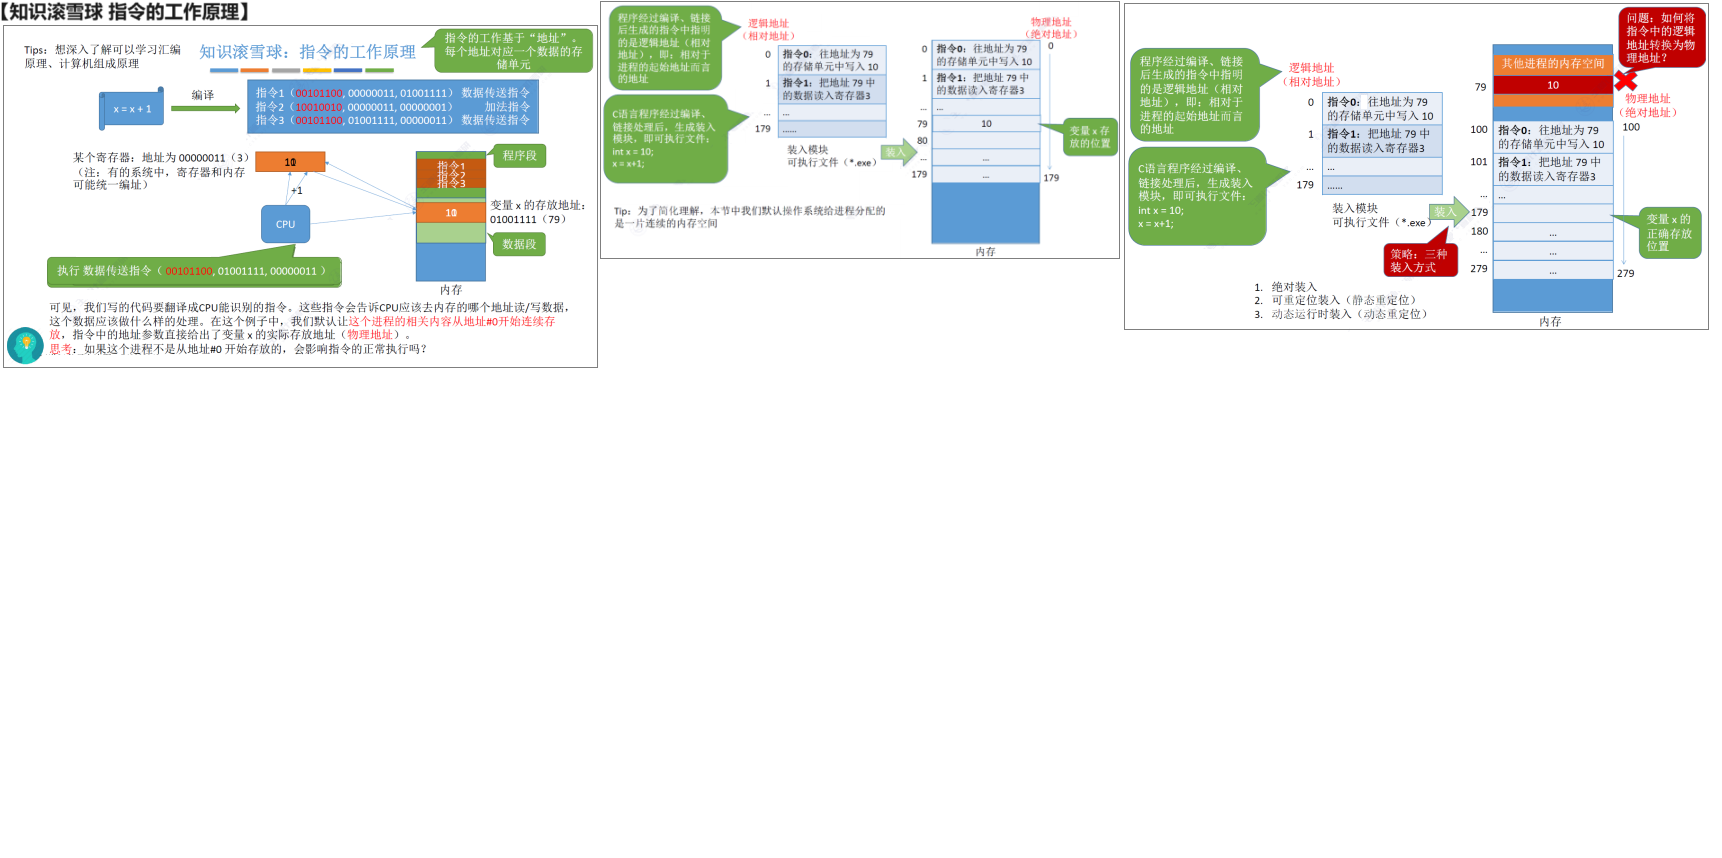 【知识滚雪球 指令的工作原理】
Tips：想深入了解可以学习汇编
原理、计算机组成原理
知识滚雪球：指令的工作原理
指令的工作基于“地址”。
每个地址对应一个数据的存
储单元
x = x + 1
编译
指令1（00101100, 00000011, 01001111） 数据传送指令
指令2（10010010, 00000011, 00000001） 加法指令
指令3（00101100, 01001111, 00000011） 数据传送指令
某个寄存器：地址为 00000011（3）
（注：有的系统中，寄存器和内存
可能统一编址）
+1
CPU
程序段
指令1
指令2
指令3
变量 x 的存放地址：
01001111（79）
数据段
内存
执行 数据传送指令（ 00101100, 01001111, 00000011 ）
可见，我们写的代码要翻译成CPU能识别的指令。这些指令会告诉CPU应该去内存的哪个地址读/写数据，
这个数据应该做什么样的处理。在这个例子中，我们默认让这个进程的相关内容从地址#0开始连续存
放，指令中的地址参数直接给出了变量 x 的实际存放地址（物理地址）。
思考：如果这个进程不是从地址#0 开始存放的，会影响指令的正常执行吗？
程序经过编译、链接
后生成的指令中指明
的是逻辑地址（相对
地址），即：相对于
进程的起始地址而言
的地址
逻辑地址
（相对地址）
C语言程序经过编译、
链接处理后，生成装入
模块，即可执行文件：
int x = 10;
x = x+1;
0
指令0：往地址为 79
的存储单元中写入 10
1
指令1：把地址 79 中
的数据读入寄存器3
...
...
179
......
装入模块
可执行文件（*.exe）
装入
物理地址
（绝对地址）
0
0
指令0：往地址为 79
的存储单元中写入 10
1
指令1：把地址 79 中
的数据读入寄存器3
...
...
79
10
80
...
...
179
...
179
变量 x 存
放的位置
内存
Tip：为了简化理解，本节中我们默认操作系统给进程分配的
是一片连续的内存空间
程序经过编译、链接
后生成的指令中指明
的是逻辑地址（相对
地址），即：相对于
进程的起始地址而言
的地址
逻辑地址
（相对地址）
C语言程序经过编译、
链接处理后，生成装入
模块，即可执行文件：
int x = 10;
x = x+1;
0
指令0：往地址为 79
的存储单元中写入 10
1
指令1：把地址 79 中
的数据读入寄存器3
...
...
179
......
装入模块
可执行文件（*.exe）
装入
策略：三种
装入方式
1. 绝对装入
2. 可重定位装入（静态重定位）
3. 动态运行时装入（动态重定位）
问题：如何将
指令中的逻辑
地址转换为物
理地址？
其他进程的内存空间
79
10
物理地址
（绝对地址）
100
100
指令0：往地址为 79
的存储单元中写入 10
101
指令1：把地址 79 中
的数据读入寄存器3
...
...
179
180
...
...
...
279
...
279
变量 x 的
正确存放
位置
内存